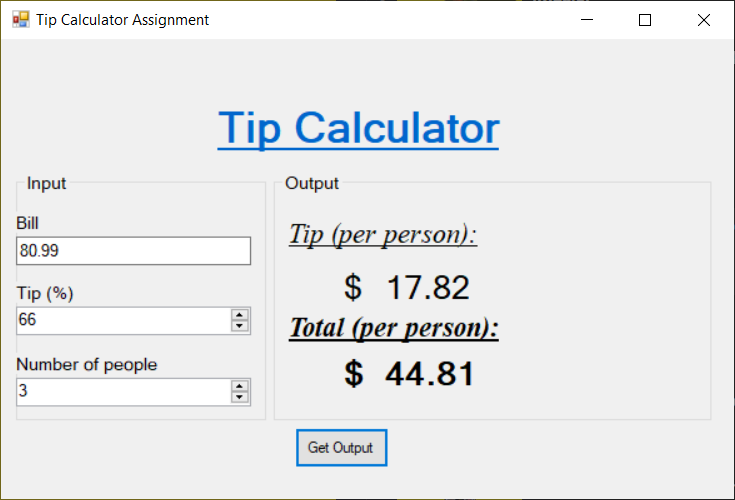 Tip Calculator Assignment
Tip Calculator
Input
Bill
80.99
Tip (%)
66
Number of people
3
Output
Tip (per person):
$ 17.82
Total (per person):
$ 44.81
Get Output